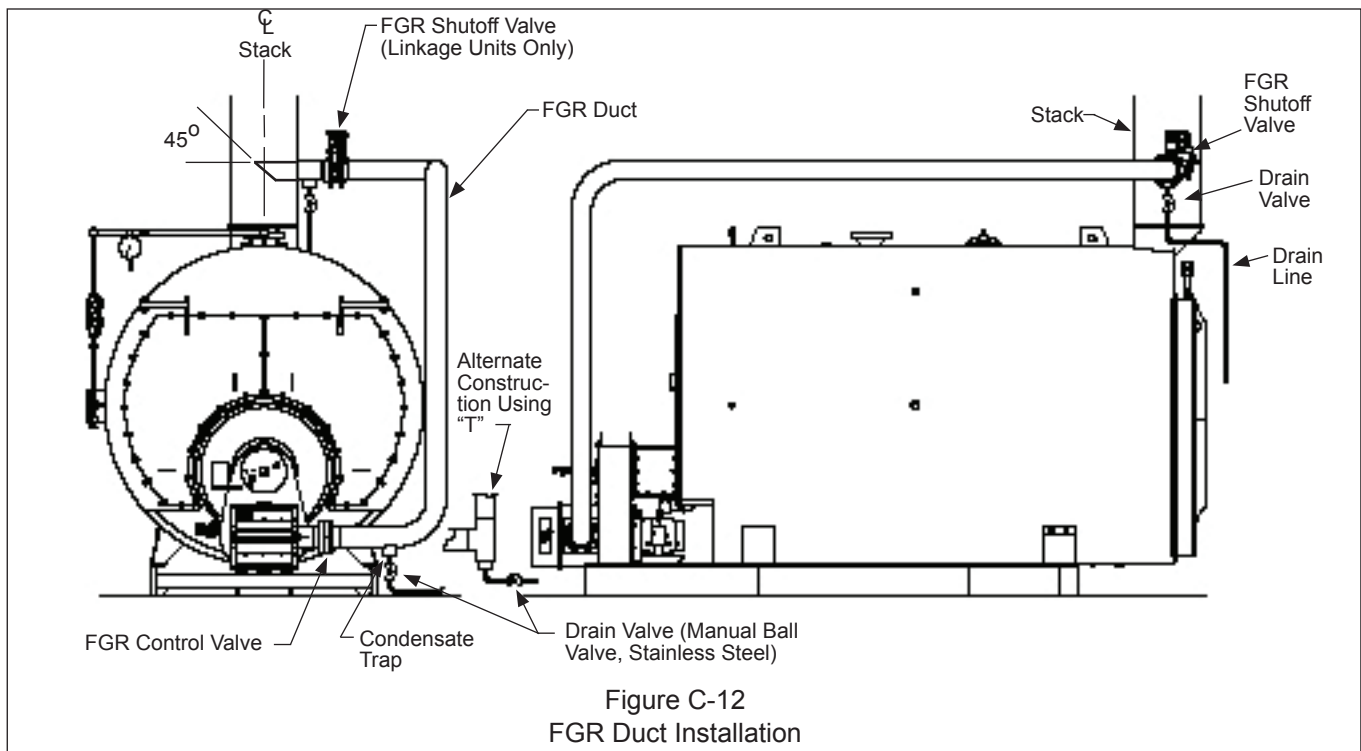 ℄
Stack
FGR Shutoff Valve
(Linkage Units Only)
FGR Duct
45º
Stack
FGR
Shutoff
Valve
Drain
Valve
Drain
Line
Alternate
Construc-
tion Using
“T”
FGR Control Valve
Condensate
Trap
Drain Valve (Manual Ball
Valve, Stainless Steel)
Figure C-12
FGR Duct Installation